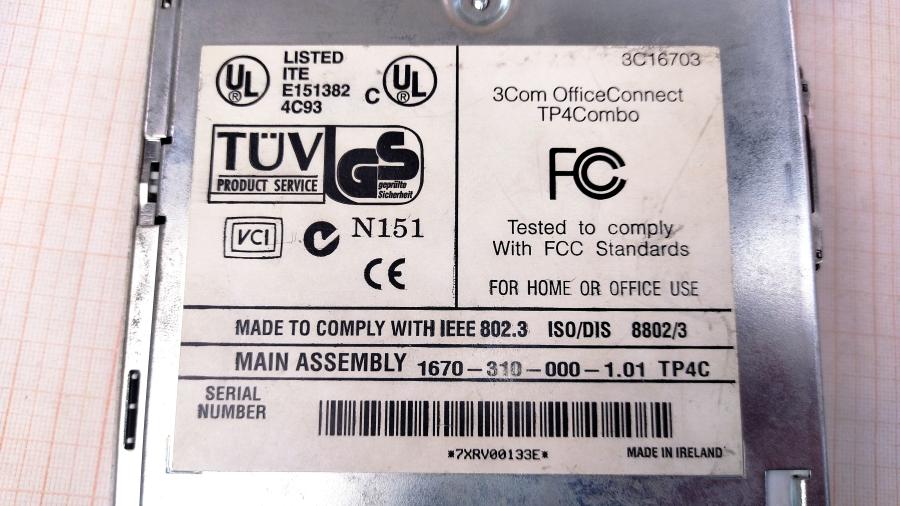 UL
LISTED
ITE
E151382
4C93
C UL
TÜV
PRODUCT SERVICE
GS
geprüfte
Sicherheit
VCI
N151
CE
3C16703
3Com OfficeConnect
TP4Combo
FC
Tested to comply
With FCC Standards
FOR HOME OR OFFICE USE
MADE TO COMPLY WITH IEEE 802.3 ISO/DIS 8802/3
MAIN ASSEMBLY 1670-310-000-1.01 TP4C
SERIAL
NUMBER
*7XRV00133E*
MADE IN IRELAND